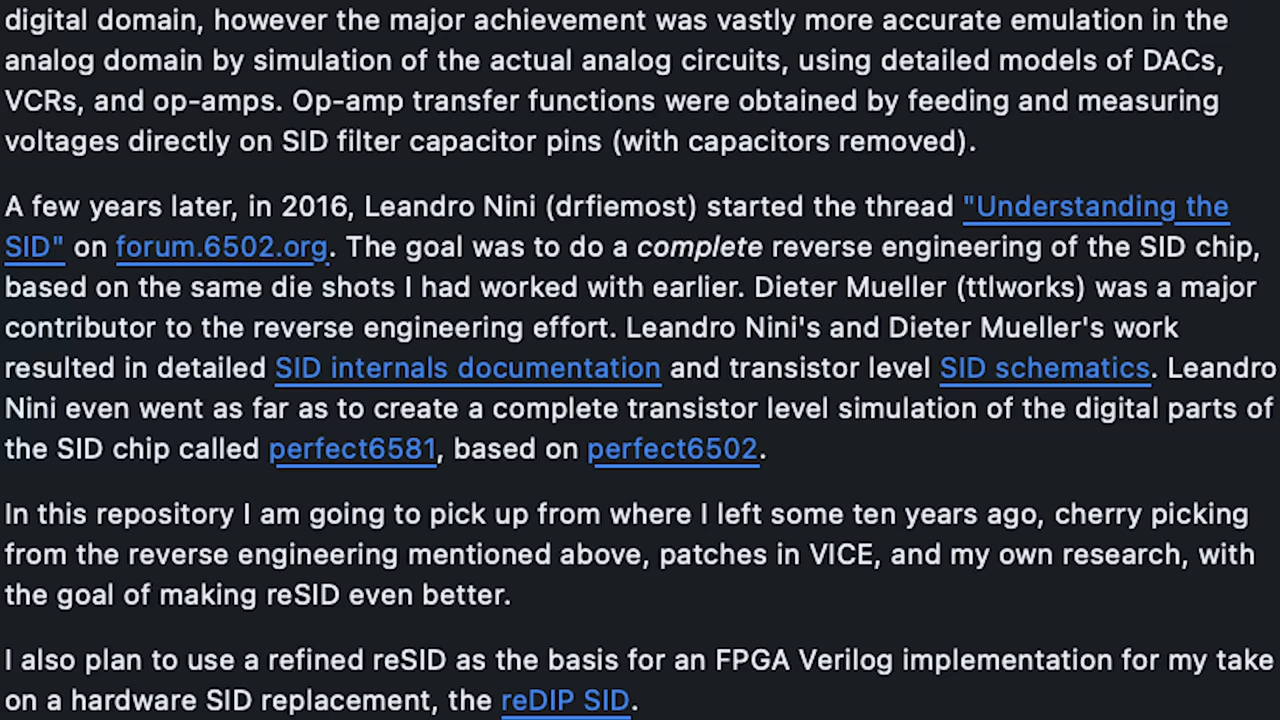 digital domain, however the major achievement was vastly more accurate emulation in the
analog domain by simulation of the actual analog circuits, using detailed models of DACs,
VCRs, and op-amps. Op-amp transfer functions were obtained by feeding and measuring
voltages directly on SID filter capacitor pins (with capacitors removed).
A few years later, in 2016, Leandro Nini (drfiemost) started the thread "Understanding the
SID" on forum.6502.org. The goal was to do a complete reverse engineering of the SID chip,
based on the same die shots I had worked with earlier. Dieter Mueller (ttlworks) was a major
contributor to the reverse engineering effort. Leandro Nini's and Dieter Mueller's work
resulted in detailed SID internals documentation and transistor level SID schematics. Leandro
Nini even went as far as to create a complete transistor level simulation of the digital parts of
the SID chip called perfect6581, based on perfect6502.
In this repository I am going to pick up from where I left some ten years ago, cherry picking
from the reverse engineering mentioned above, patches in VICE, and my own research, with
the goal of making reSID even better.
I also plan to use a refined reSID as the basis for an FPGA Verilog implementation for my take
on a hardware SID replacement, the reDIP SID.